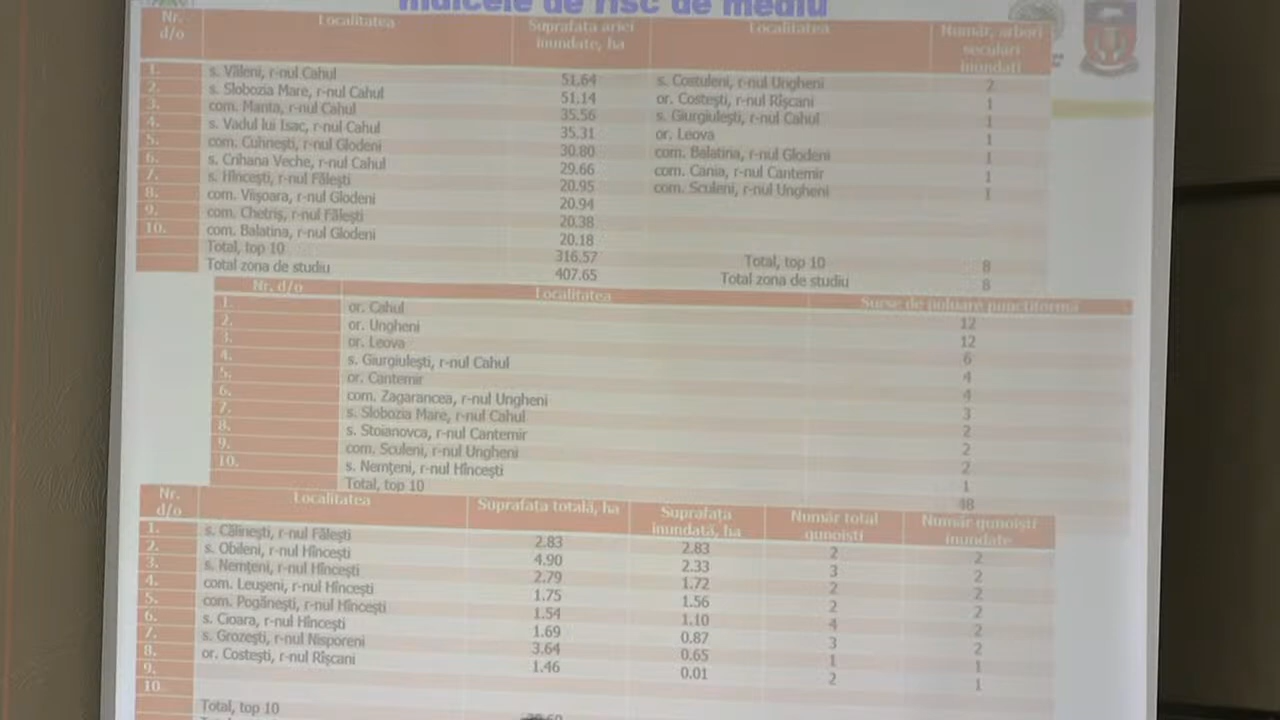 Indicele de risc de mediu
Nr. d/o Localitatea Suprafața ariei inundate, ha Localitatea Număr, arbori seculari inundați
1. s. Văleni, r-nul Cahul 51.64 s. Costuleni, r-nul Ungheni 2
2. s. Slobozia Mare, r-nul Cahul 51.14 or. Costești, r-nul Rîșcani 1
3. com. Manta, r-nul Cahul 35.56 s. Giurgiulești, r-nul Cahul 1
4. s. Vadul lui Isac, r-nul Cahul 35.31 or. Leova 1
5. com. Cuhnești, r-nul Glodeni 30.80 com. Balatina, r-nul Glodeni 1
6. s. Crihana Veche, r-nul Cahul 29.66 com. Cania, r-nul Cantemir 1
7. s. Hîncești, r-nul Fălești 20.95 com. Sculeni, r-nul Ungheni 1
8. com. Viișoara, r-nul Glodeni 20.94
9. com. Chetriș, r-nul Fălești 20.38
10. com. Balatina, r-nul Glodeni 20.18
Total, top 10 316.57 Total, top 10 8
Total zona de studiu 407.65 Total zona de studiu 8
Nr. d/o Localitatea Surse de poluare punctiformă
1. or. Cahul 12
2. or. Ungheni 12
3. or. Leova 6
4. s. Giurgiulești, r-nul Cahul 4
5. or. Cantemir 4
6. com. Zagarancea, r-nul Ungheni 3
7. s. Slobozia Mare, r-nul Cahul 2
8. s. Stoianovca, r-nul Cantemir 2
9. com. Sculeni, r-nul Ungheni 2
10. s. Nemțeni, r-nul Hîncești 1
Total, top 10 48
Nr. d/o Localitatea Suprafața totală, ha Suprafața inundată, ha Număr total gunoiști Număr gunoiști inundate
1. s. Călinești, r-nul Fălești 2.83 2.83 2 2
2. s. Obileni, r-nul Hîncești 4.90 2.33 3 2
3. s. Nemțeni, r-nul Hîncești 2.79 1.72 2 2
4. com. Leușeni, r-nul Hîncești 1.75 1.56 2 2
5. com. Pogănești, r-nul Hîncești 1.54 1.10 4 2
6. s. Cioara, r-nul Hîncești 1.69 0.87 3 2
7. s. Grozești, r-nul Nisporeni 3.64 0.65 1 1
8. or. Costești, r-nul Rîșcani 1.46 0.01 2 1
9.
10.
Total, top 10